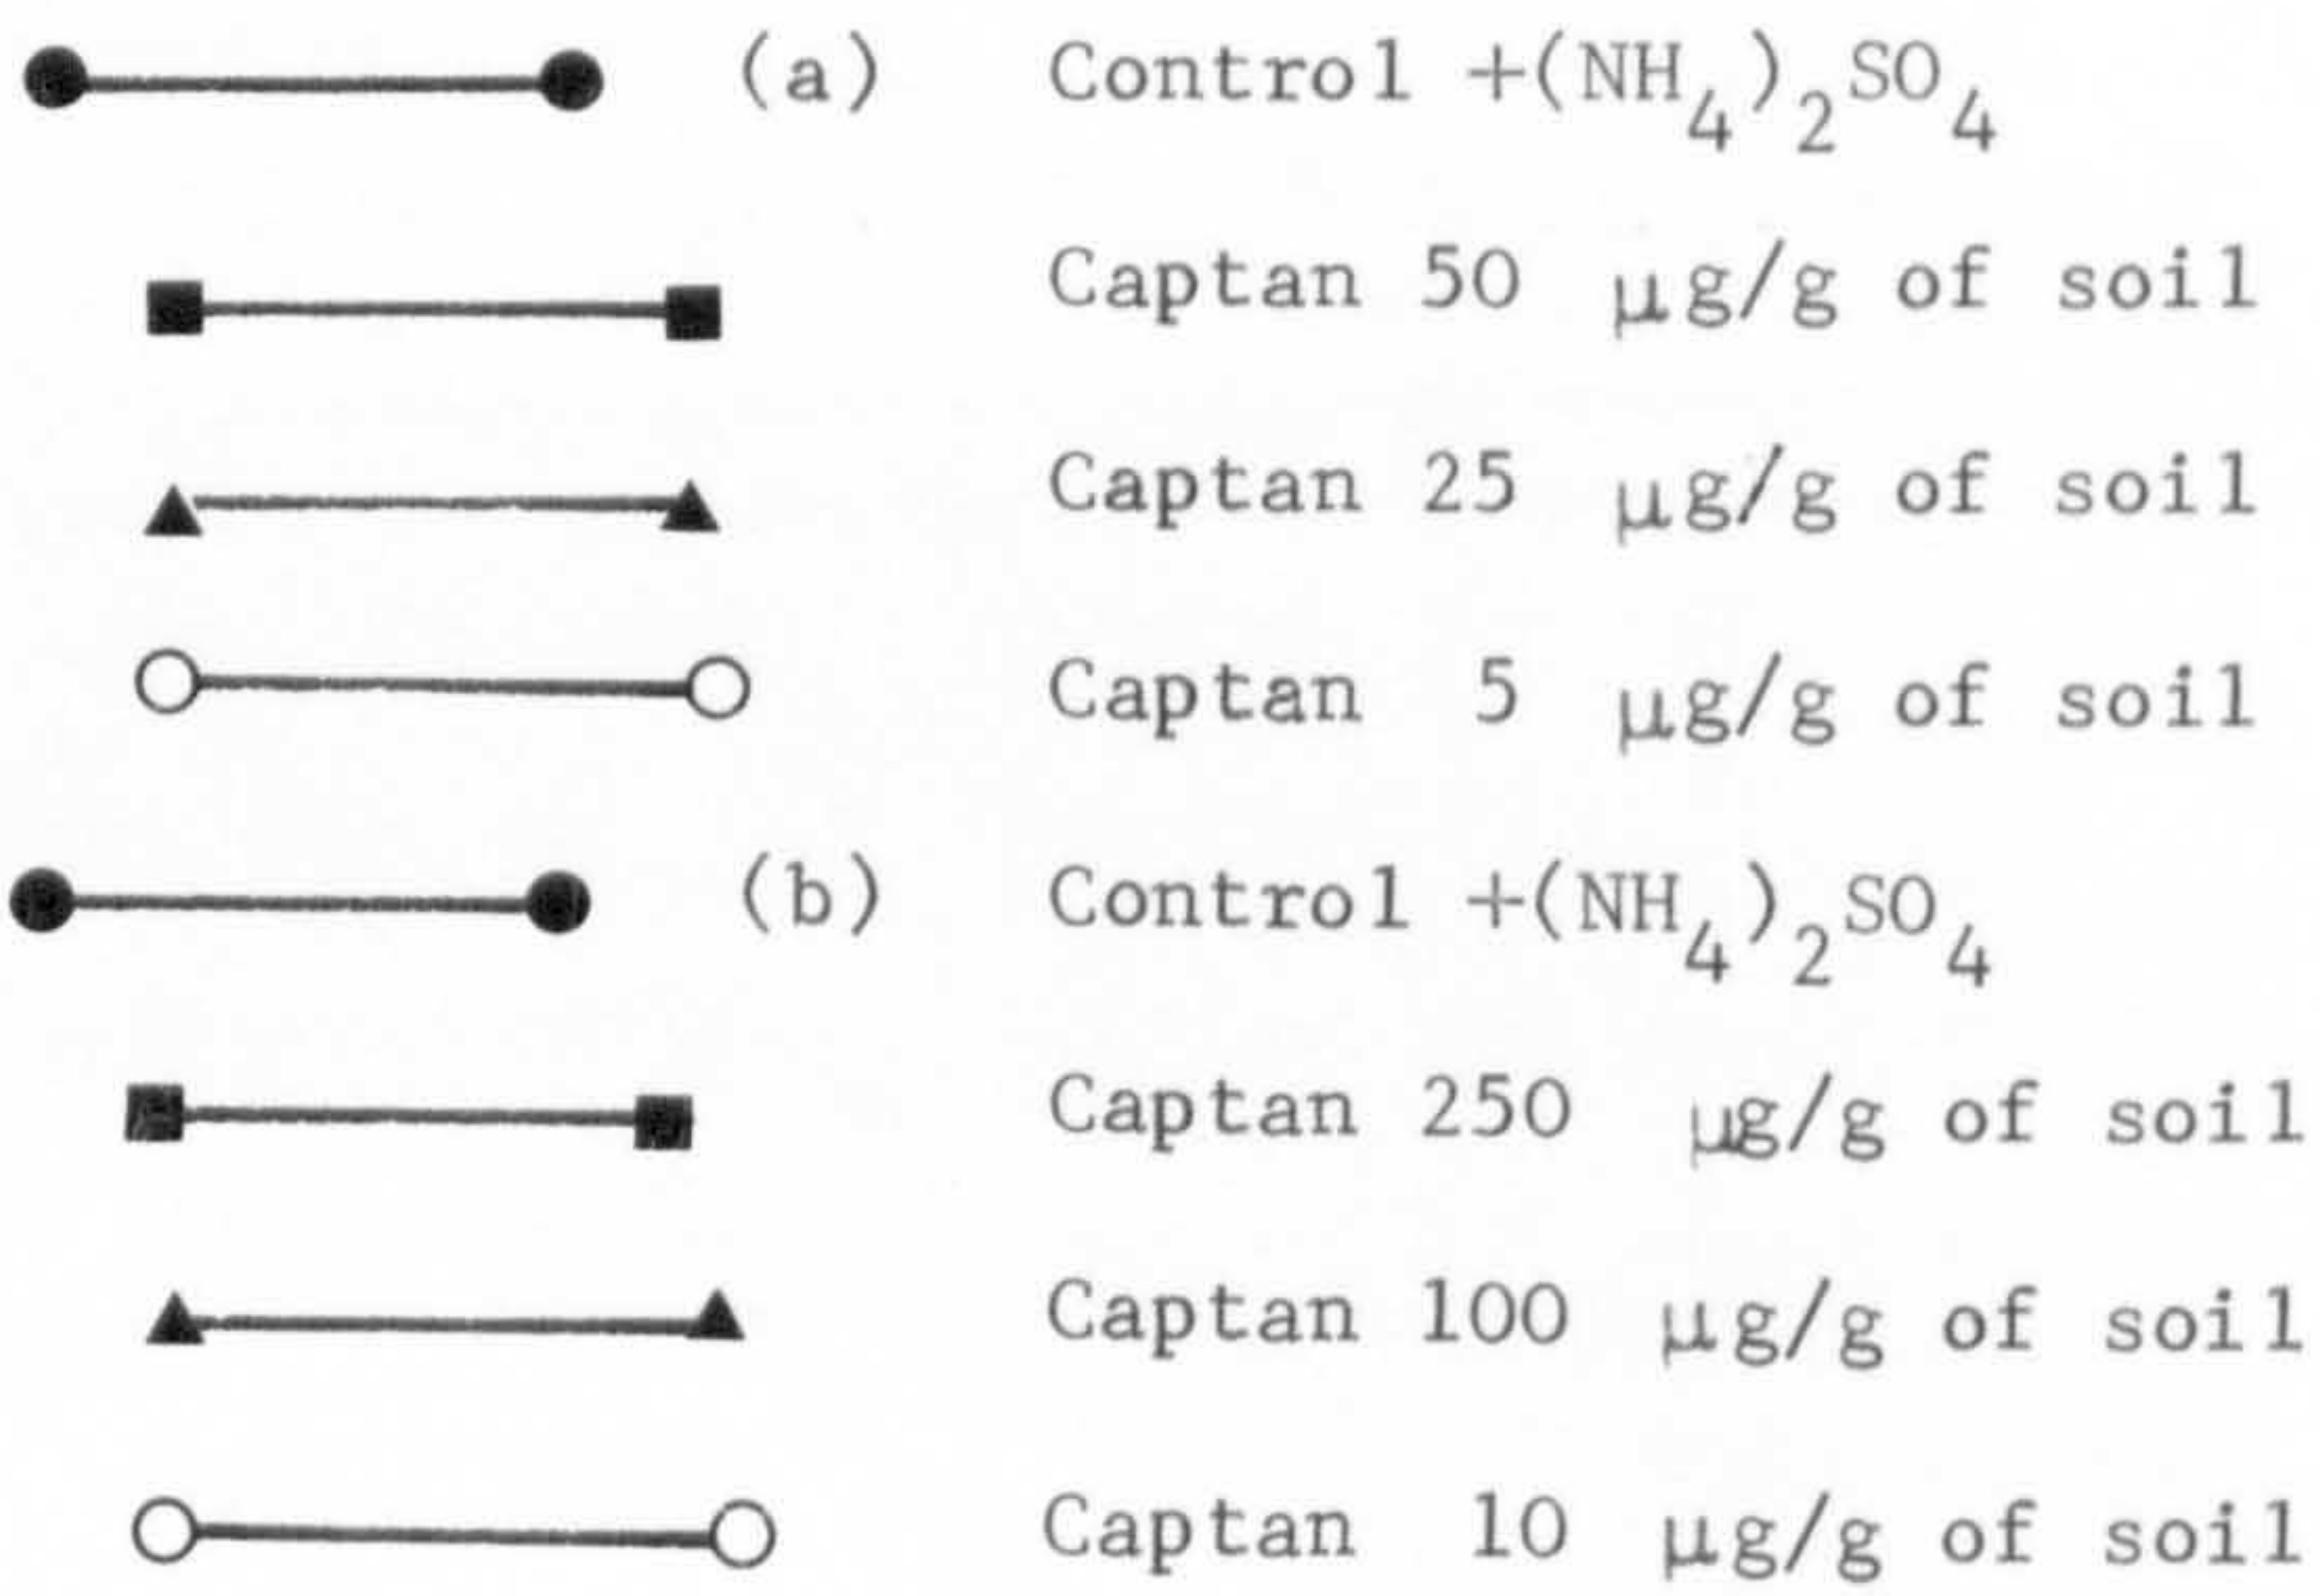 (a) Control +(NH4)2SO4
Captan 50 µg/g of soil
Captan 25 µg/g of soil
Captan 5 µg/g of soil
(b) Control +(NH4)2SO4
Captan 250 µg/g of soil
Captan 100 µg/g of soil
Captan 10 µg/g of soil